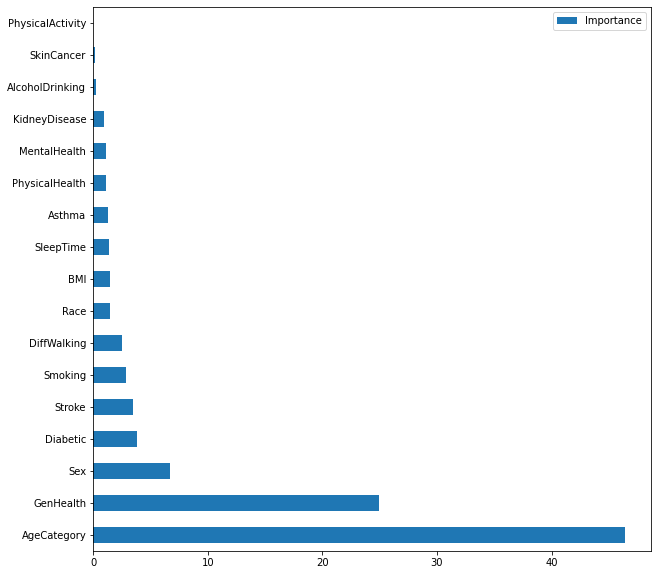 Importance
PhysicalActivity
SkinCancer
AlcoholDrinking
KidneyDisease
MentalHealth
PhysicalHealth
Asthma
SleepTime
BMI
Race
DiffWalking
Smoking
Stroke
Diabetic
Sex
GenHealth
AgeCategory
0 10 20 30 40